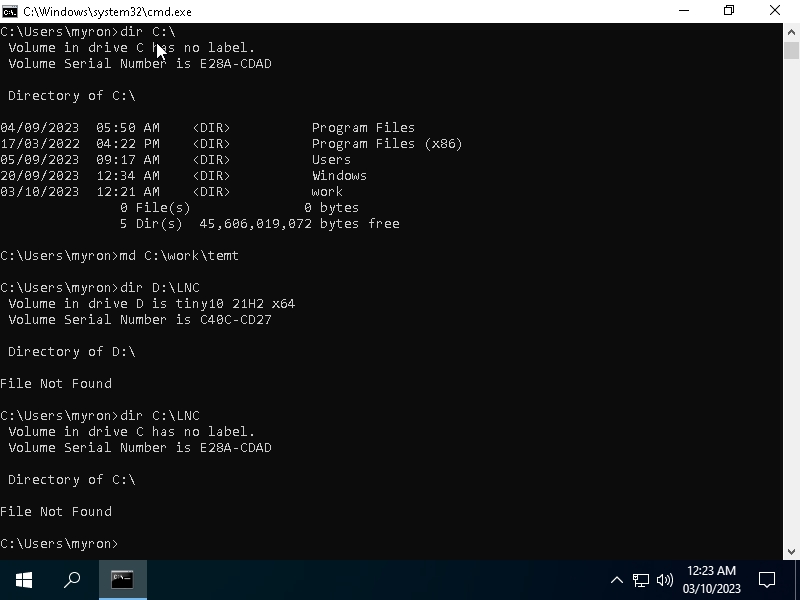 C:\Windows\system32\cmd.exe
C:\Users\myron>dir C:\
Volume in drive C has no label.
Volume Serial Number is E28A-CDAD
Directory of C:\
04/09/2023  05:50 AM    <DIR>          Program Files
17/03/2022  04:22 PM    <DIR>          Program Files (x86)
05/09/2023  09:17 AM    <DIR>          Users
20/09/2023  12:34 AM    <DIR>          Windows
03/10/2023  12:21 AM    <DIR>          work
0 File(s)              0 bytes
5 Dir(s)  45,606,019,072 bytes free
C:\Users\myron>md C:\work\temt
C:\Users\myron>dir D:\LNC
Volume in drive D is tiny10 21H2 x64
Volume Serial Number is C40C-CD27
Directory of D:\
File Not Found
C:\Users\myron>dir C:\LNC
Volume in drive C has no label.
Volume Serial Number is E28A-CDAD
Directory of C:\
File Not Found
C:\Users\myron>
12:23 AM
03/10/2023